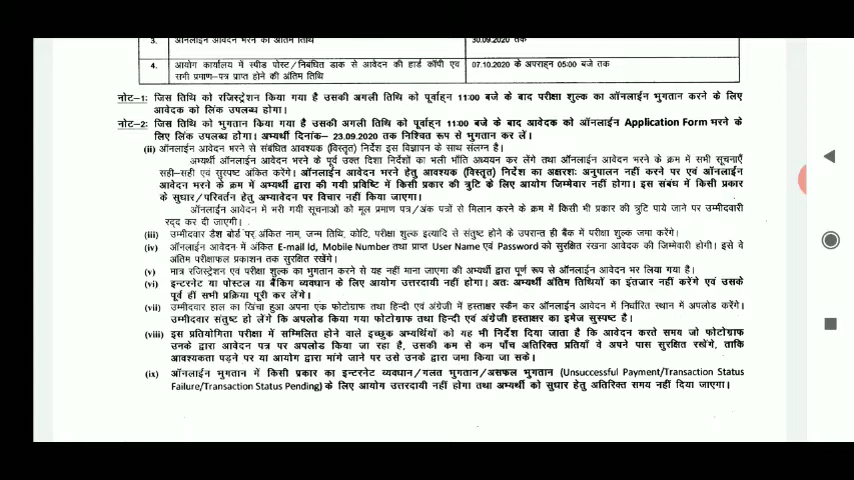 3. ऑनलाईन आवेदन भरने की अंतिम तिथि 30.09.2020 तक
4. आयोग कार्यालय में स्पीड पोस्ट/निबंधित डाक से आवेदन की हार्ड कॉपी एवं 07.10.2020 के अपराहन 05:00 बजे तक
सभी प्रमाण–पत्र प्राप्त होने की अंतिम तिथि
नोट–1: जिस तिथि को रजिस्ट्रेशन किया गया है उसकी अगली तिथि को पूर्वाहन 11:00 बजे के बाद परीक्षा शुल्क का ऑनलाईन भुगतान करने के लिए
आवेदक को लिंक उपलब्ध होगा।
नोट–2: जिस तिथि को भुगतान किया गया है उसकी अगली तिथि को पूर्वाहन 11:00 बजे के बाद आवेदक को ऑनलाईन Application Form भरने के
लिए लिंक उपलब्ध होगा। अभ्यर्थी दिनांक– 23.09.2020 तक निश्चित रूप से भुगतान कर लें।
(ii) ऑनलाईन आवेदन भरने से संबंधित आवश्यक (विस्तृत) निर्देश इस विज्ञापन के साथ संलग्न है।
अभ्यर्थी ऑनलाईन आवेदन भरने के पूर्व उक्त दिशा निर्देशों का भली भाँति अध्ययन कर लेंगे तथा ऑनलाईन आवेदन भरने के क्रम में सभी सूचनाएँ
सही–सही एवं सुस्पष्ट अंकित करेंगे। ऑनलाईन आवेदन भरने हेतु आवश्यक (विस्तृत) निर्देश का अक्षरशः अनुपालन नहीं करने पर एवं ऑनलाईन
आवेदन भरने के क्रम में अभ्यर्थी द्वारा की गयी प्रविष्टि में किसी प्रकार की त्रुटि के लिए आयोग जिम्मेवार नहीं होगा। इस संबंध में किसी प्रकार
के सुधार/परिवर्तन हेतु अभ्यावेदन पर विचार नहीं किया जाएगा।
ऑनलाईन आवेदन में भरी गयी सूचनाओं को मूल प्रमाण पत्र/अंक पत्रों से मिलान करने के क्रम में किसी भी प्रकार की त्रुटि पाये जाने पर उम्मीदवारी
रद्द कर दी जाएगी।
(iii) उम्मीदवार डैश बोर्ड पर अंकित नाम, जन्म तिथि, कोटि, परीक्षा शुल्क इत्यादि से संतुष्ट होने के उपरान्त ही बैंक में परीक्षा शुल्क जमा करेंगे।
(iv) ऑनलाईन आवेदन में अंकित E-mail Id, Mobile Number तथा प्राप्त User Name एवं Password को सुरक्षित रखना आवेदक की जिम्मेवारी होगी। इसे वे
अंतिम परीक्षाफल प्रकाशन तक सुरक्षित रखेंगे।
(v) मात्र रजिस्ट्रेशन एवं परीक्षा शुल्क का भुगतान करने से यह नहीं माना जाएगा की अभ्यर्थी द्वारा पूर्ण रूप से ऑनलाईन आवेदन भर लिया गया है।
(vi) इन्टरनेट या पोस्टल या बैंकिंग व्यवधान के लिए आयोग उत्तरदायी नहीं होगा। अतः अभ्यर्थी अंतिम तिथियों का इंतजार नहीं करेंगे एवं उसके
पूर्व ही सभी प्रक्रिया पूरी कर लेंगे।
(vii) उम्मीदवार हाल का खिंचा हुआ अपना एक फोटोग्राफ तथा हिन्दी एवं अंग्रेजी में हस्ताक्षर स्कैन कर ऑनलाईन आवेदन में निर्धारित स्थान में अपलोड करेंगे।
उम्मीदवार संतुष्ट हो लेंगे कि अपलोड किया गया फोटोग्राफ तथा हिन्दी एवं अंग्रेजी हस्ताक्षर का इमेज सुस्पष्ट है।
(viii) इस प्रतियोगिता परीक्षा में सम्मिलित होने वाले इच्छुक अभ्यर्थियों को यह भी निर्देश दिया जाता है कि आवेदन करते समय जो फोटोग्राफ
उनके द्वारा आवेदन पत्र पर अपलोड किया जा रहा है, उसकी कम से कम पाँच अतिरिक्त प्रतियाँ वे अपने पास सुरक्षित रखेंगे, ताकि
आवश्यकता पड़ने पर या आयोग द्वारा मांगे जाने पर उसे उनके द्वारा जमा किया जा सके।
(ix) ऑनलाईन भुगतान में किसी प्रकार का इन्टरनेट व्यवधान/गलत भुगतान/असफल भुगतान (Unsuccessful Payment/Transaction Status
Failure/Transaction Status Pending) के लिए आयोग उत्तरदायी नहीं होगा तथा अभ्यर्थी को सुधार हेतु अतिरिक्त समय नहीं दिया जाएगा।